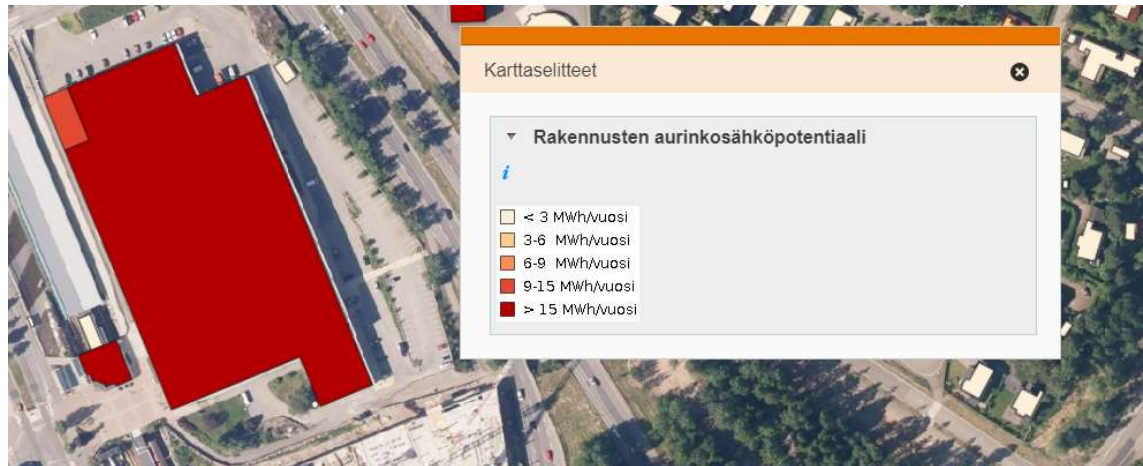 Karttaselitteet
Rakennusten aurinkosähköpotentiaali
i
< 3 MWh/vuosi
3-6 MWh/vuosi
6-9 MWh/vuosi
9-15 MWh/vuosi
> 15 MWh/vuosi